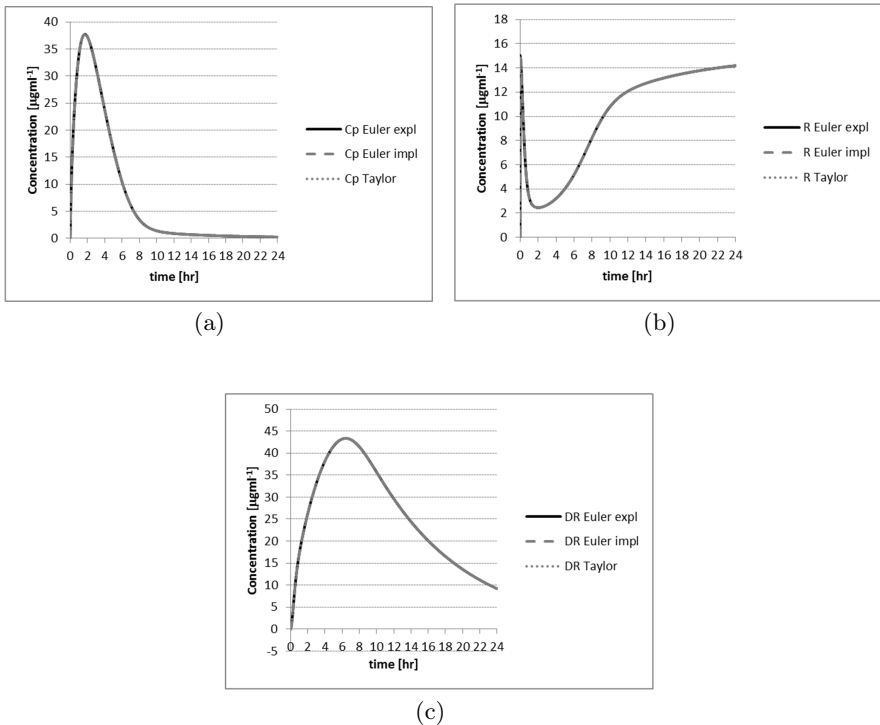 40
35
30
25
20
15
10
5
0
Concentration [µgml-1]
0 2 4 6 8 10 12 14 16 18 20 22 24
time [hr]
Cp Euler expl
Cp Euler impl
Cp Taylor
(a)
18
16
14
12
10
8
6
4
2
0
Concentration [µgml-1]
0 2 4 6 8 10 12 14 16 18 20 22 24
time [hr]
R Euler expl
R Euler impl
R Taylor
(b)
50
45
40
35
30
25
20
15
10
5
0
-5
Concentration [µgml-1]
0 2 4 6 8 10 12 14 16 18 20 22 24
time [hr]
DR Euler expl
DR Euler impl
DR Taylor
(c)